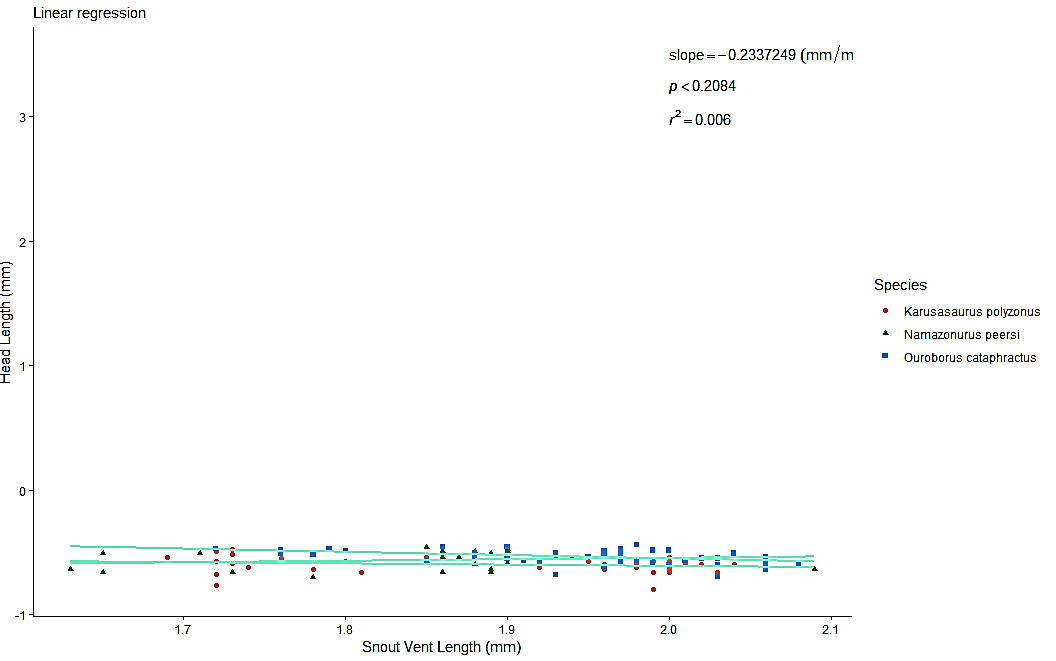 Linear regression
slope=−0.2337249 (mm/m
p<0.2084
r²=0.006
3
2
1
0
-1
Head Length (mm)
1.7
1.8
1.9
2.0
2.1
Snout Vent Length (mm)
Species
Karusasaurus polyzonus
Namazonurus peersi
Ouroborus cataphractus